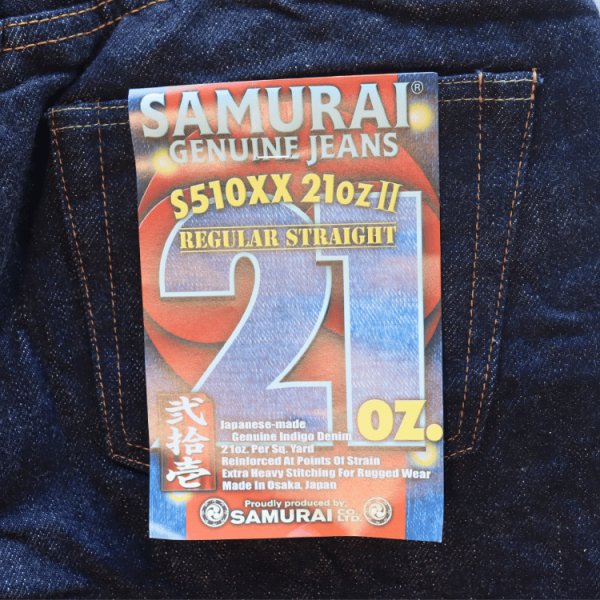 SAMURAI®
GENUINE JEANS
S510XX 21oz II
REGULAR STRAIGHT
21
oz.
弐拾壱
Japanese-made
Genuine Indigo Denim
21oz. Per Sq. Yard
Reinforced At Points Of Strain
Extra Heavy Stitching For Rugged Wear
Made In Osaka, Japan
Proudly produced by:
SAMURAI CO. LTD.